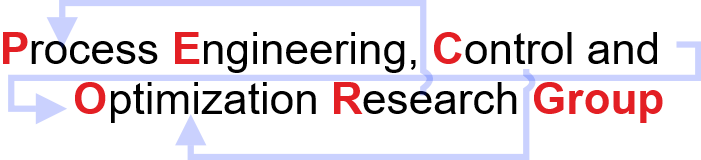 Process Engineering, Control and
Optimization Research Group